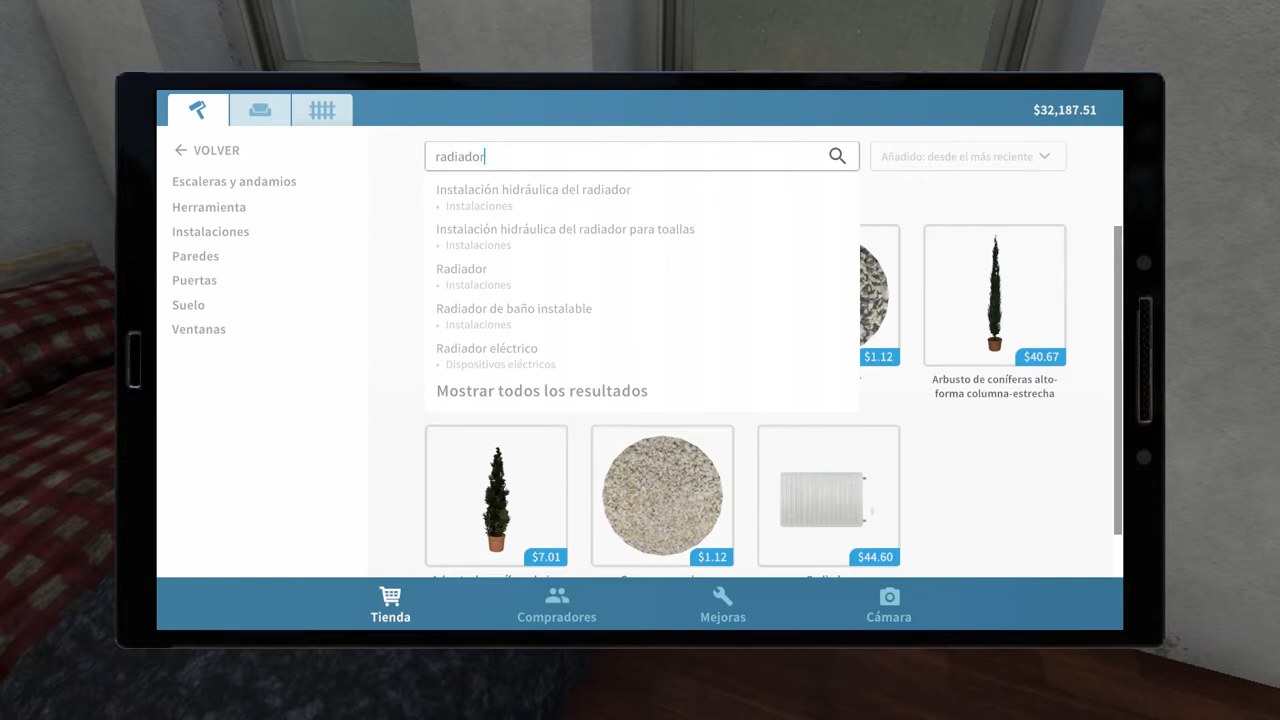 $32,187.51
VOLVER
Escaleras y andamios
Herramienta
Instalaciones
Paredes
Puertas
Suelo
Ventanas
radiador
Añadido: desde el más reciente
Instalación hidráulica del radiador
• Instalaciones
Instalación hidráulica del radiador para toallas
• Instalaciones
Radiador
• Instalaciones
Radiador de baño instalable
• Instalaciones
Radiador eléctrico
• Dispositivos eléctricos
Mostrar todos los resultados
$1.12
$40.67
Arbusto de coníferas alto-
forma columna-estrecha
$7.01
$1.12
$44.60
Tienda
Compradores
Mejoras
Cámara